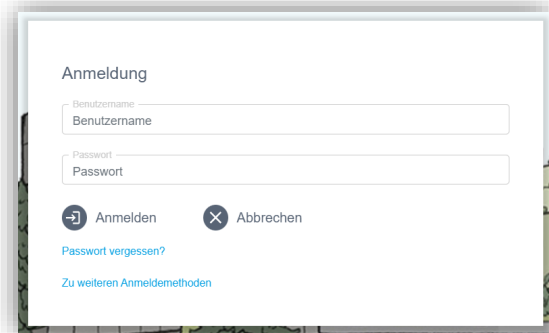 Anmeldung
Benutzername
Benutzername
Passwort
Passwort
Anmelden Abbrechen
Passwort vergessen?
Zu weiteren Anmeldemethoden